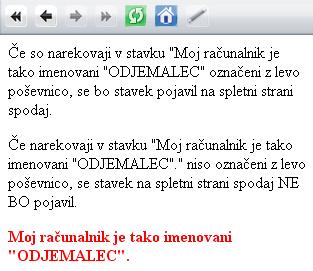 Če so narekovaji v stavku "Moj računalnik je
tako imenovani "ODJEMALEC" označeni z levo
poševnico, se bo stavek pojavil na spletni strani
spodaj.
Če narekovaji v stavku "Moj računalnik je tako
imenovani "ODJEMALEC"." niso označeni z levo
poševnico, se stavek na spletni strani spodaj NE
BO pojavil.
Moj računalnik je tako imenovani
"ODJEMALEC".